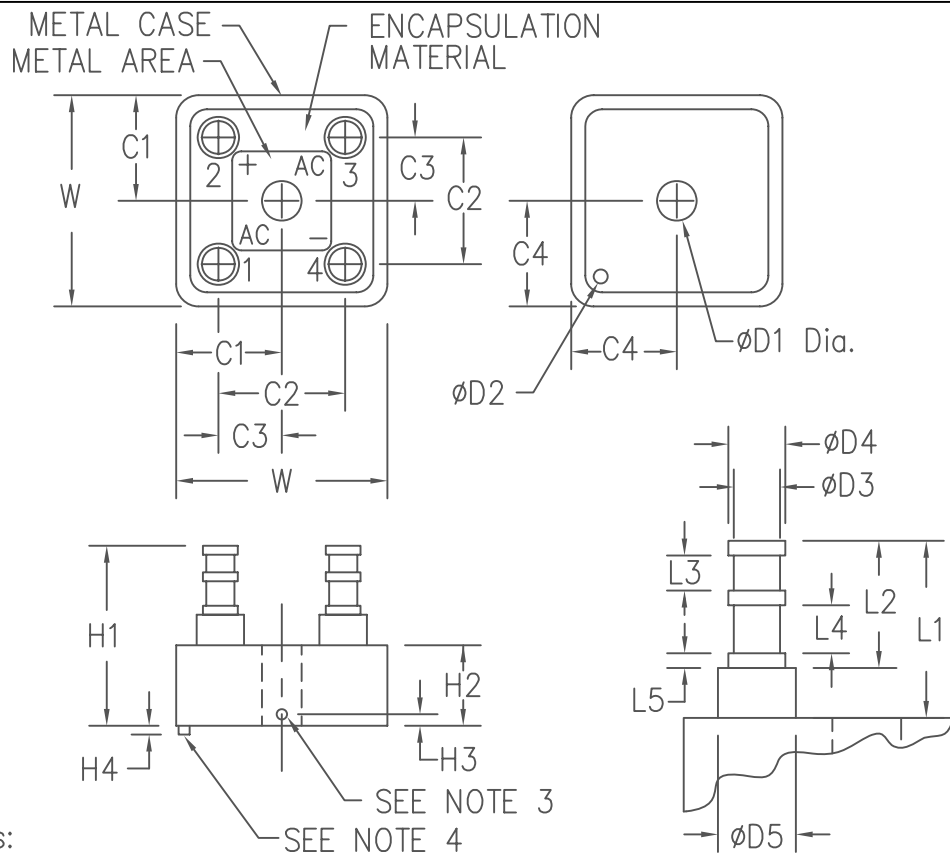 METAL CASE
METAL AREA
ENCAPSULATION
MATERIAL
C1
W
2
+
AC
3
AC
–
1
4
C3
C2
C4
C1
C2
C3
W
C4
øD1 Dia.
øD2
øD4
øD3
H1
H2
H3
H4
SEE NOTE 3
SEE NOTE 4
L3
L4
L2
L1
L5
øD5
s: